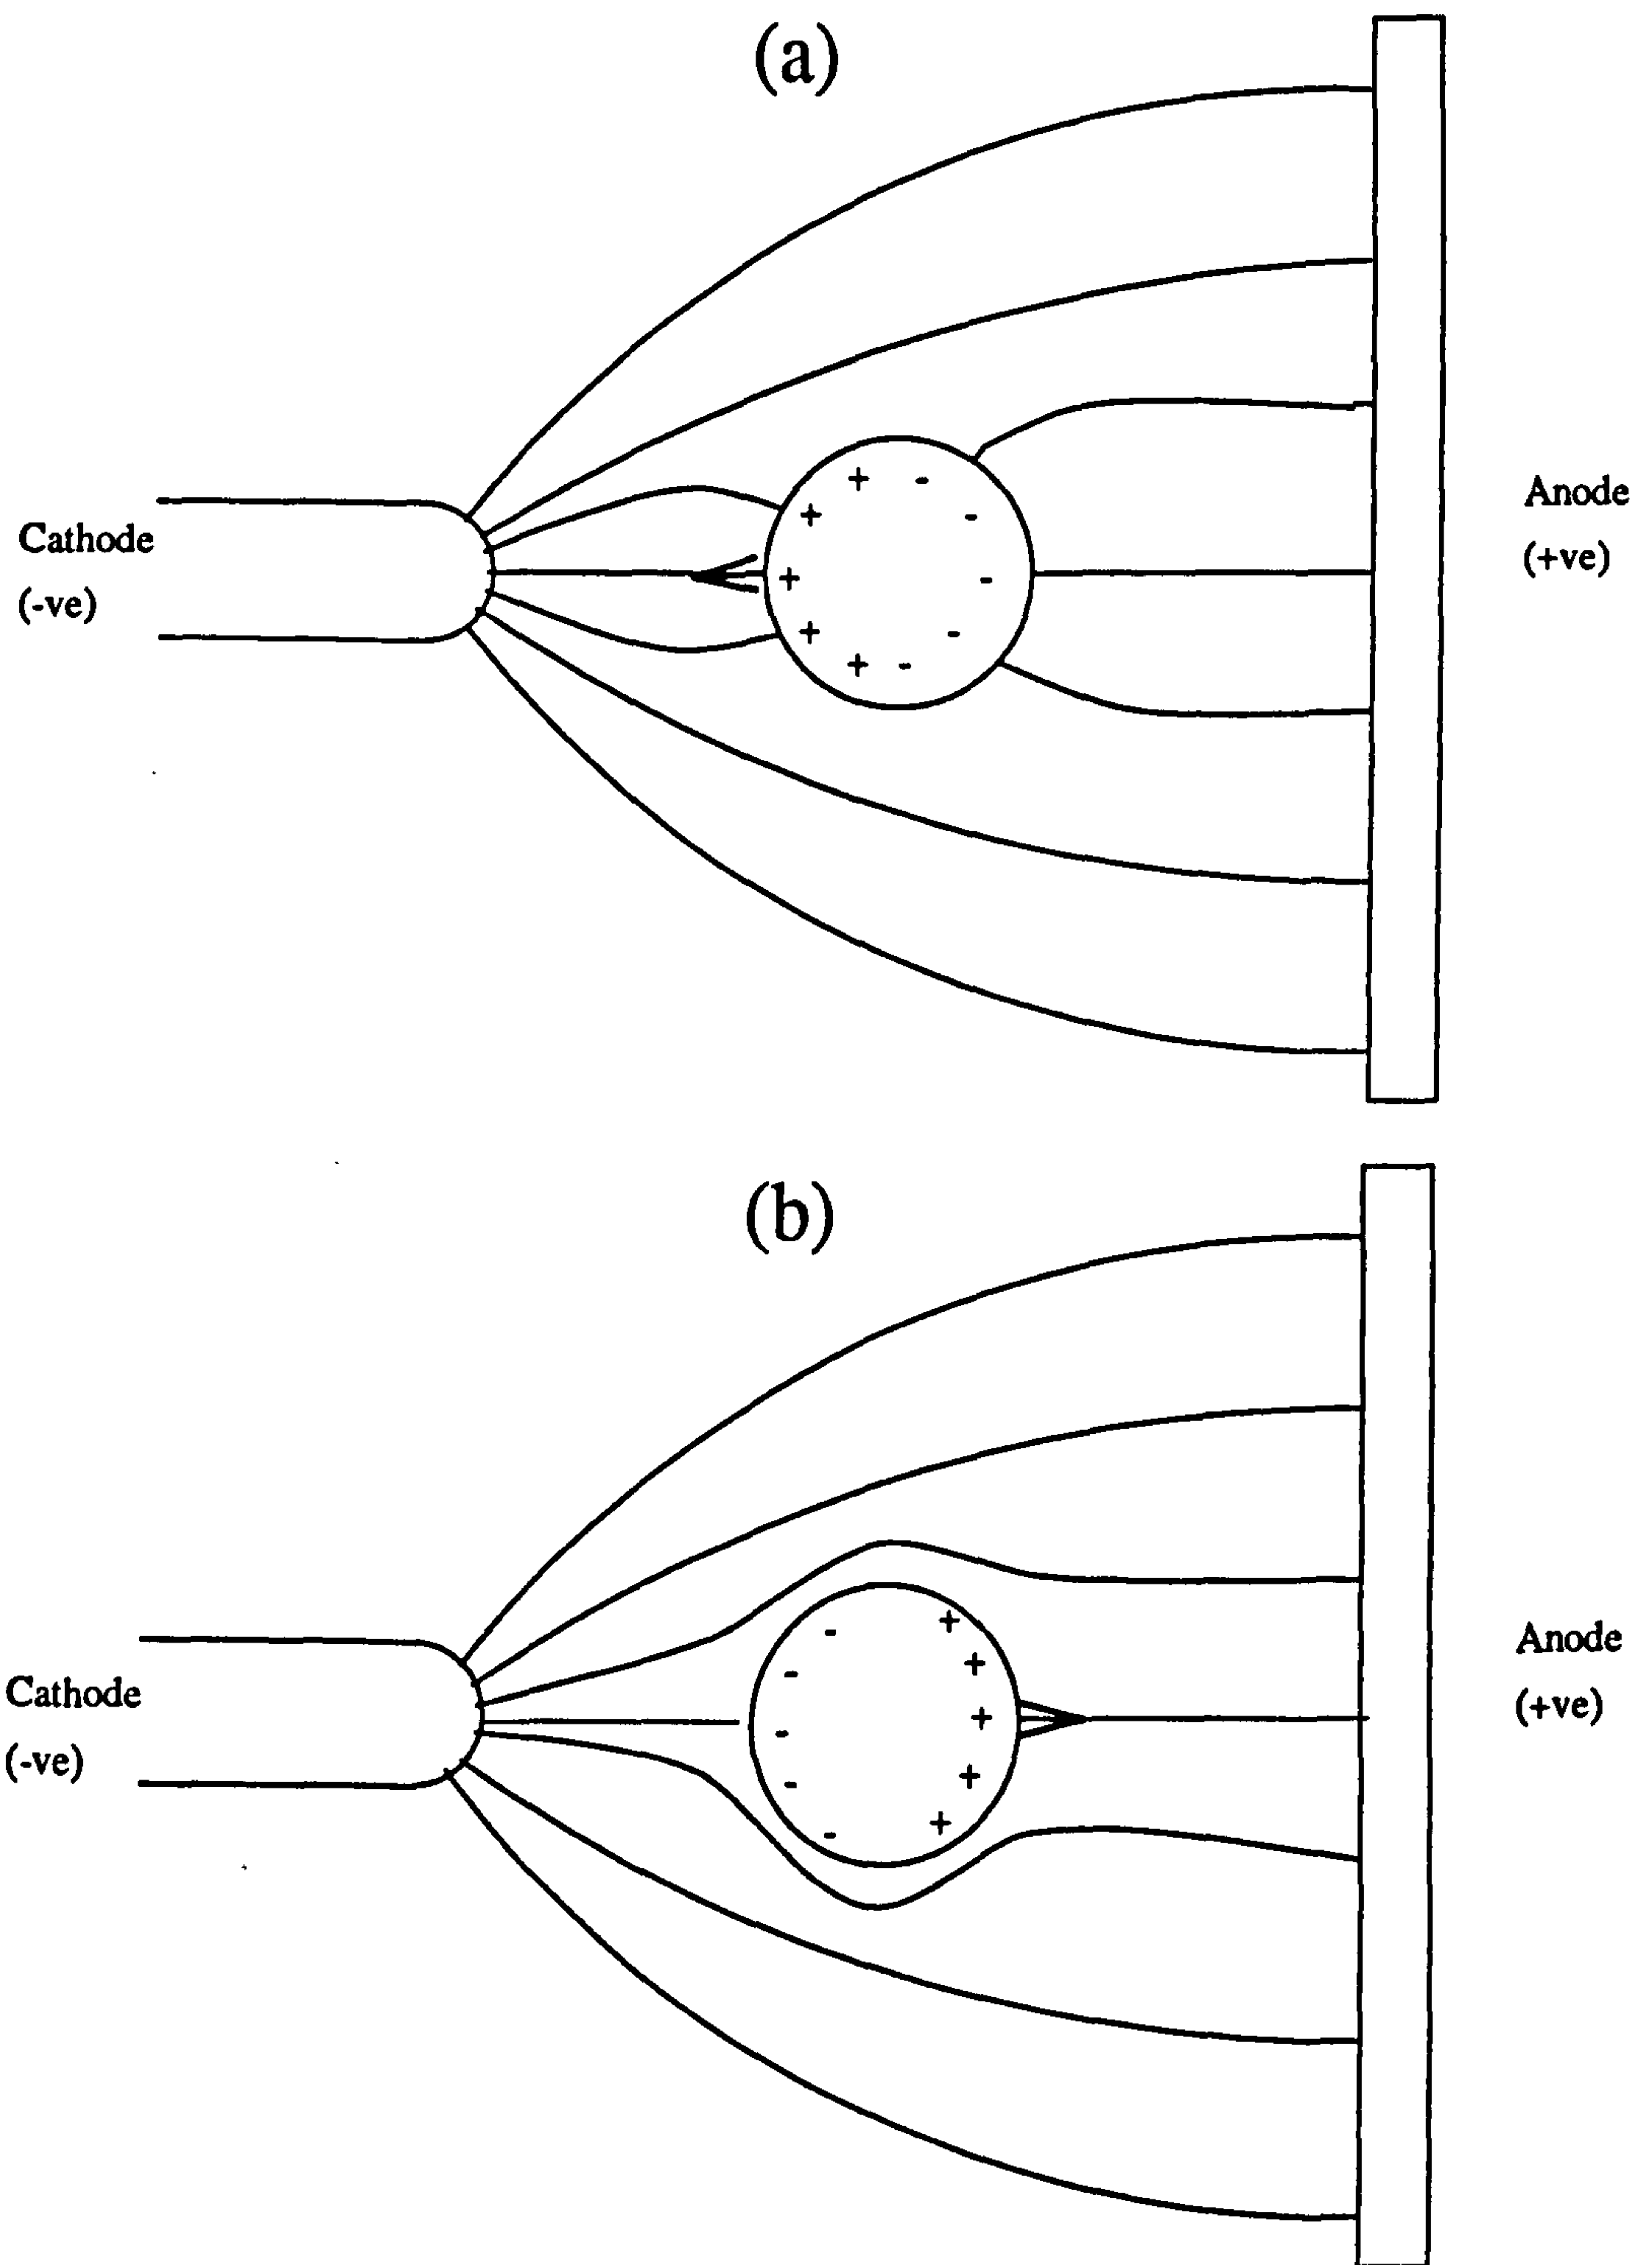 (a)
Cathode
(-ve)
+ -
+ -
+ -
+ -
+ -
Anode
(+ve)
(b)
Cathode
(-ve)
- +
- +
- +
- +
- +
Anode
(+ve)